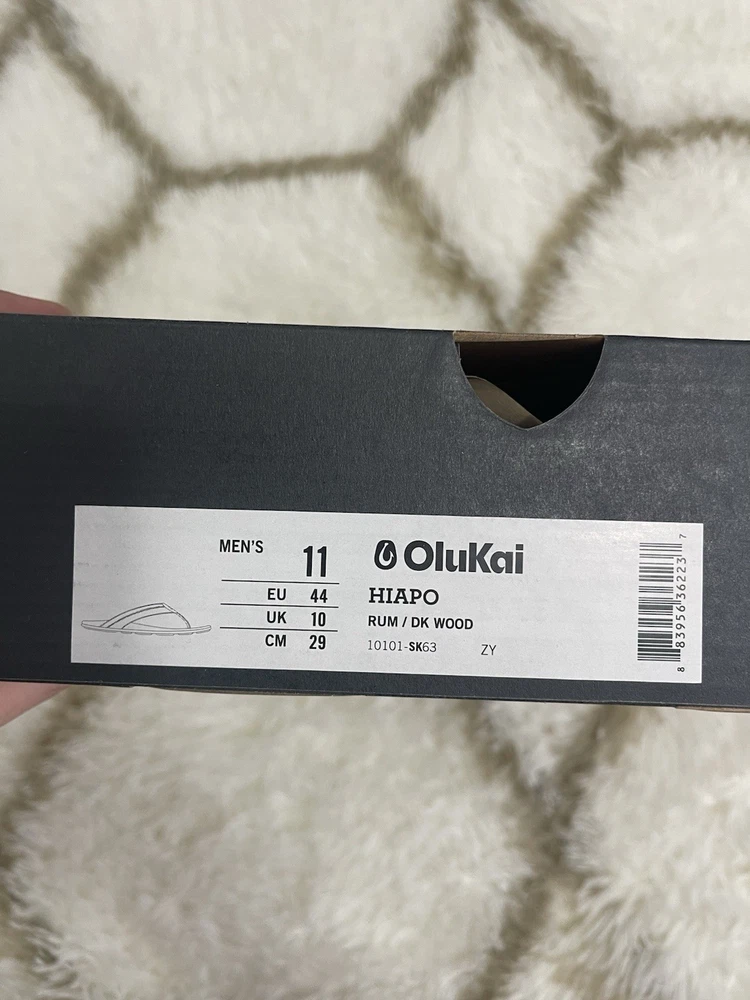 MEN'S 11
EU 44
UK 10
CM 29
OluKai
HIAPO
RUM / DK WOOD
10101-SK63 ZY
8 83956 36223 7